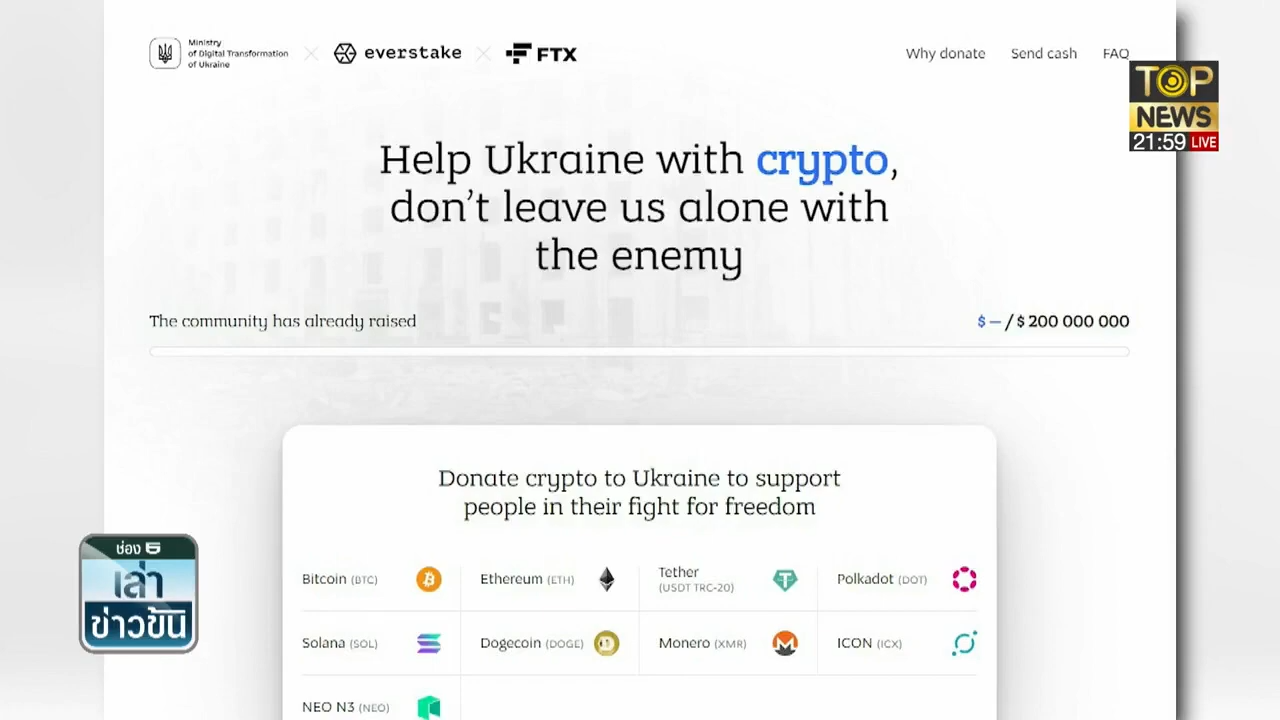 Ministry
of Digital Transformation
of Ukraine
everstake
FTX
Why donate
Send cash
FAQ
TOP
NEWS
21:59 LIVE
Help Ukraine with crypto,
don't leave us alone with
the enemy
The community has already raised
$ – / $ 200 000 000
Donate crypto to Ukraine to support
people in their fight for freedom
Bitcoin (BTC)
Ethereum (ETH)
Tether
(USDT TRC-20)
Polkadot (DOT)
Solana (SOL)
Dogecoin (DOGE)
Monero (XMR)
ICON (ICX)
NEO N3 (NEO)
ช่อง 5
เล่า
ข่าวข้น